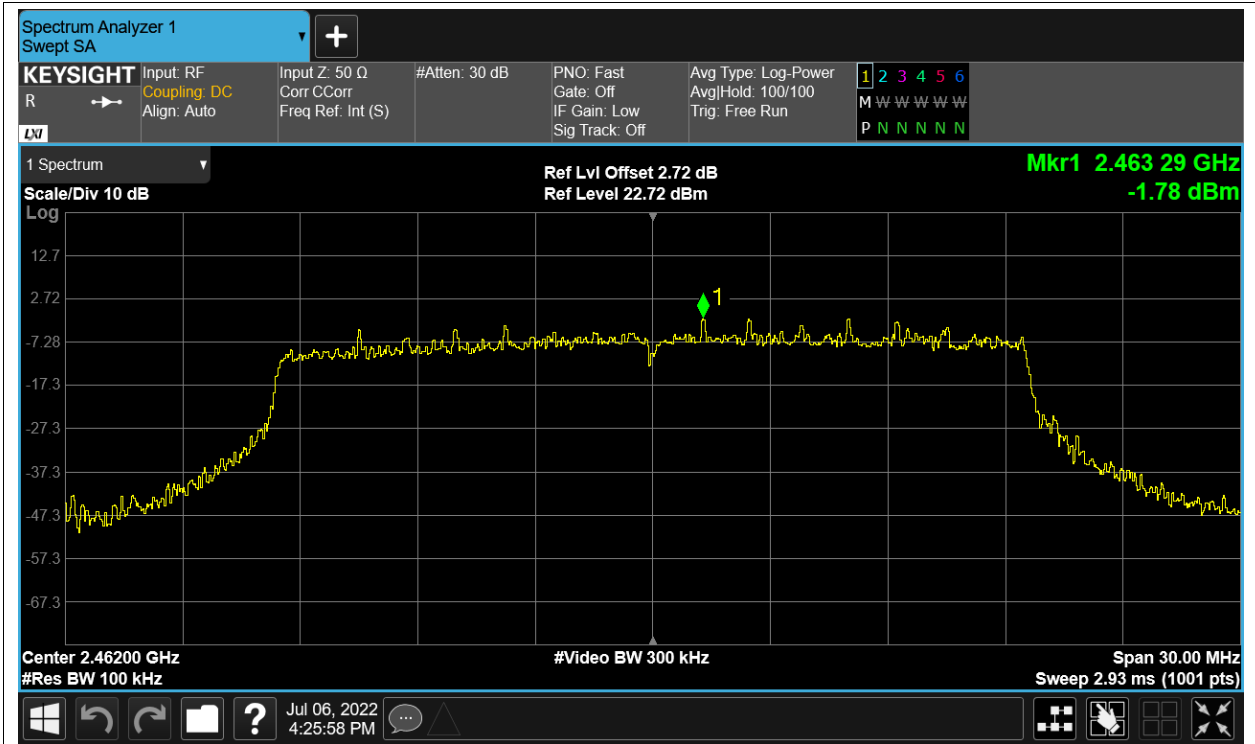 Spectrum Analyzer 1
Swept SA
KEYSIGHT
R
LXI
Input: RF
Coupling: DC
Align: Auto
Input Z: 50 Ω
Corr CCorr
Freq Ref: Int (S)
#Atten: 30 dB
PNO: Fast
Gate: Off
IF Gain: Low
Sig Track: Off
Avg Type: Log-Power
Avg|Hold: 100/100
Trig: Free Run
1 2 3 4 5 6
M W W W W W
P N N N N N
1 Spectrum
Scale/Div 10 dB
Log
Ref Lvl Offset 2.72 dB
Ref Level 22.72 dBm
Mkr1 2.463 29 GHz
-1.78 dBm
12.7
2.72
1
-7.28
-17.3
-27.3
-37.3
-47.3
-57.3
-67.3
Center 2.46200 GHz
#Res BW 100 kHz
#Video BW 300 kHz
Span 30.00 MHz
Sweep 2.93 ms (1001 pts)
?
Jul 06, 2022
4:25:58 PM